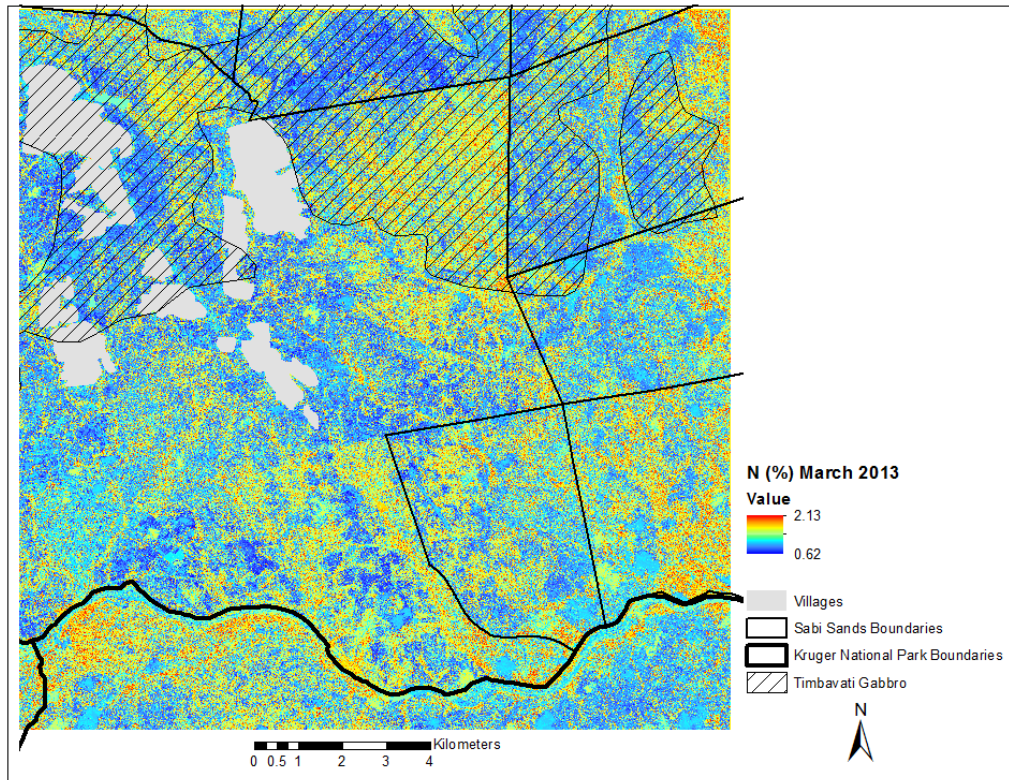 N (%) March 2013
Value
2.13
0.62
Villages
Sabi Sands Boundaries
Kruger National Park Boundaries
Timbavati Gabbro
N
Kilometers
0 0.5 1 2 3 4